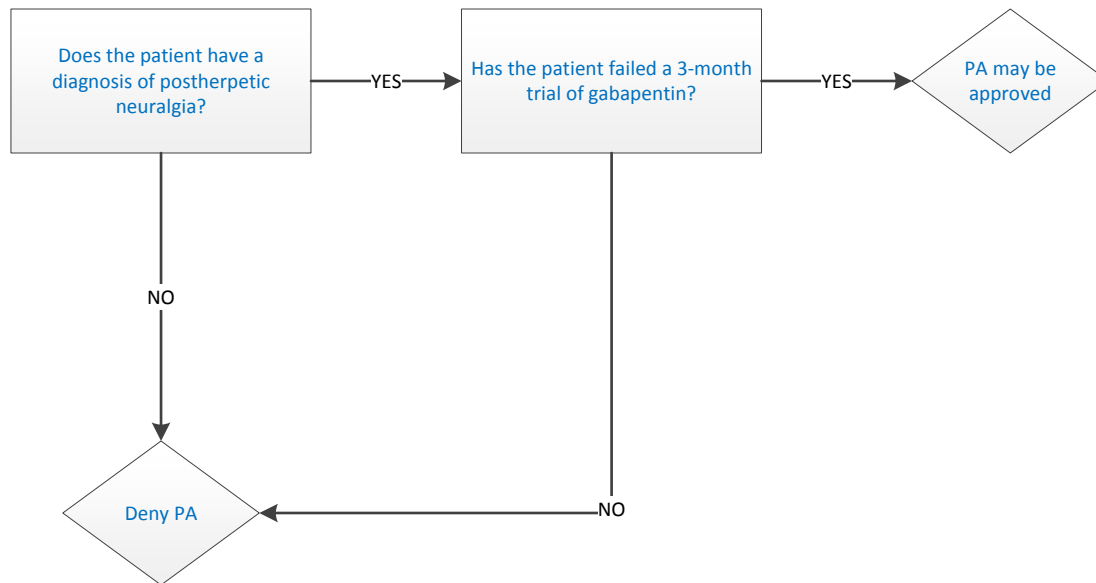 Does the patient have a
diagnosis of postherpetic
neuralgia?
YES
Has the patient failed a 3-month
trial of gabapentin?
YES
PA may be
approved
NO
NO
Deny PA